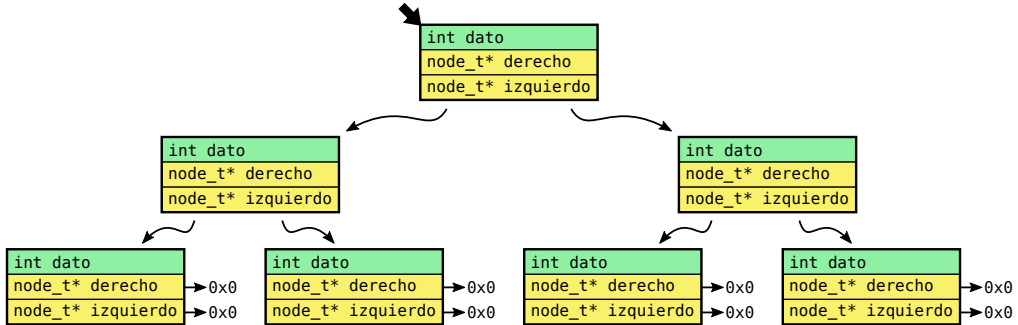 int dato
node_t* derecho
node_t* izquierdo
int dato
node_t* derecho
node_t* izquierdo
int dato
node_t* derecho
node_t* izquierdo
int dato
node_t* derecho 0x0
node_t* izquierdo 0x0
int dato
node_t* derecho 0x0
node_t* izquierdo 0x0
int dato
node_t* derecho 0x0
node_t* izquierdo 0x0
int dato
node_t* derecho 0x0
node_t* izquierdo 0x0